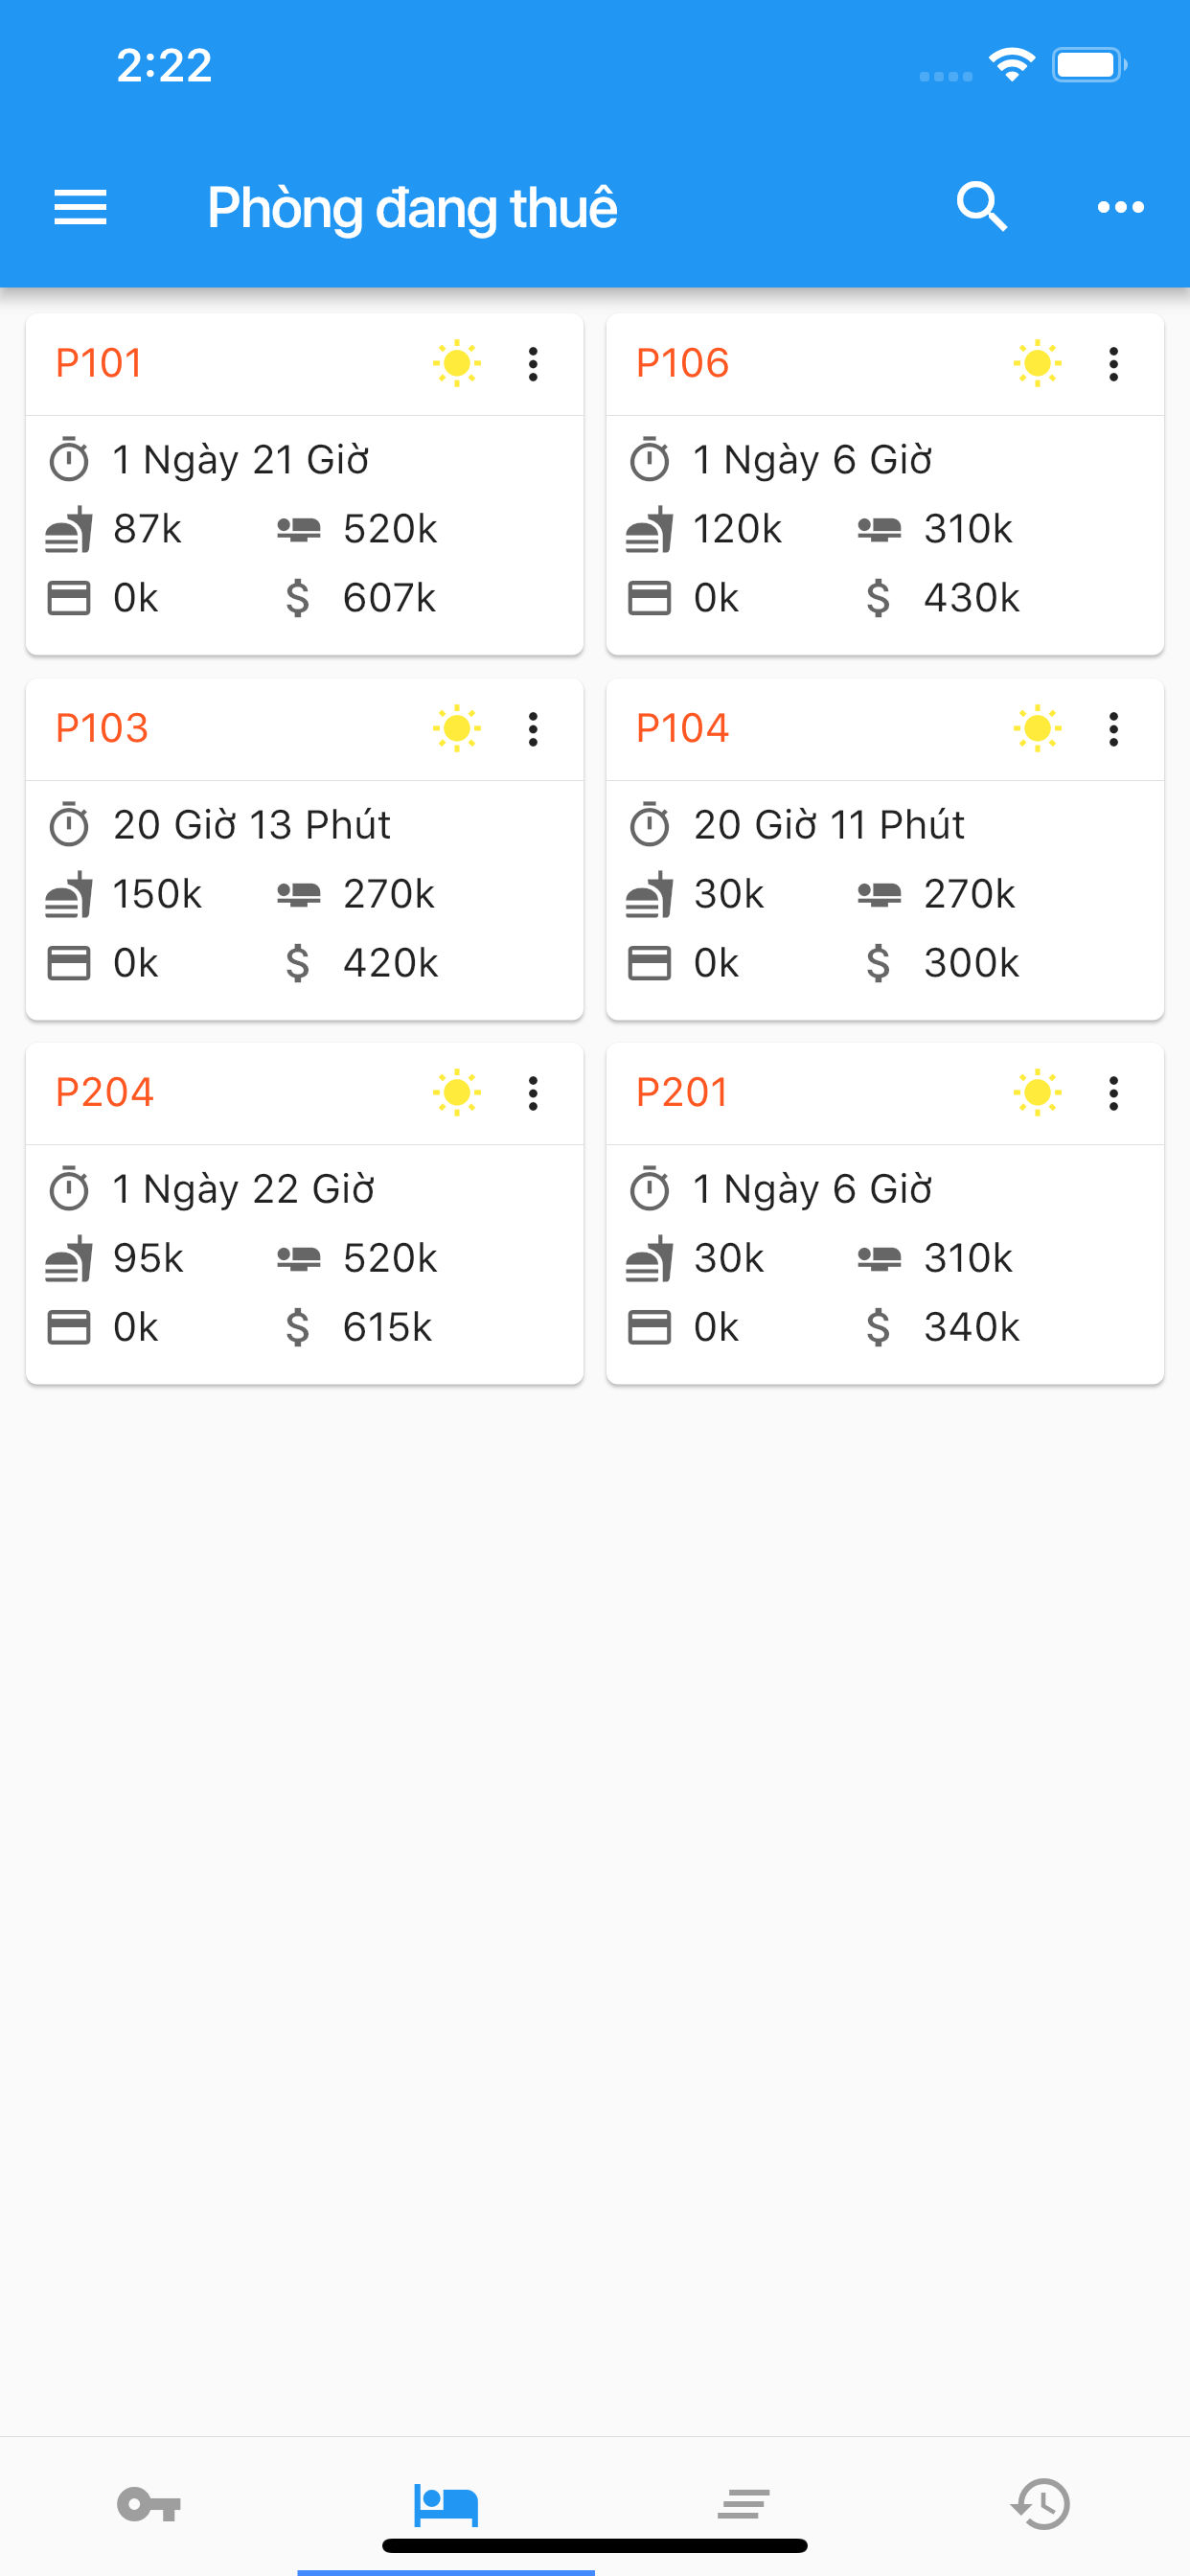 2:22
Phòng đang thuê
P101
1 Ngày 21 Giờ
87k 520k
0k $ 607k
P106
1 Ngày 6 Giờ
120k 310k
0k $ 430k
P103
20 Giờ 13 Phút
150k 270k
0k $ 420k
P104
20 Giờ 11 Phút
30k 270k
0k $ 300k
P204
1 Ngày 22 Giờ
95k 520k
0k $ 615k
P201
1 Ngày 6 Giờ
30k 310k
0k $ 340k